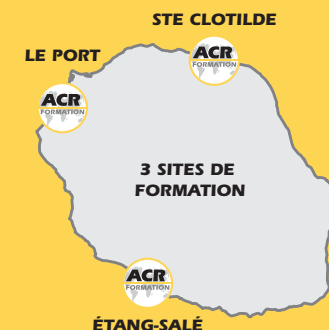 STE CLOTILDE
LE PORT
ACR
FORMATION
ACR
FORMATION
3 SITES DE
FORMATION
ACR
FORMATION
ÉTANG-SALÉ